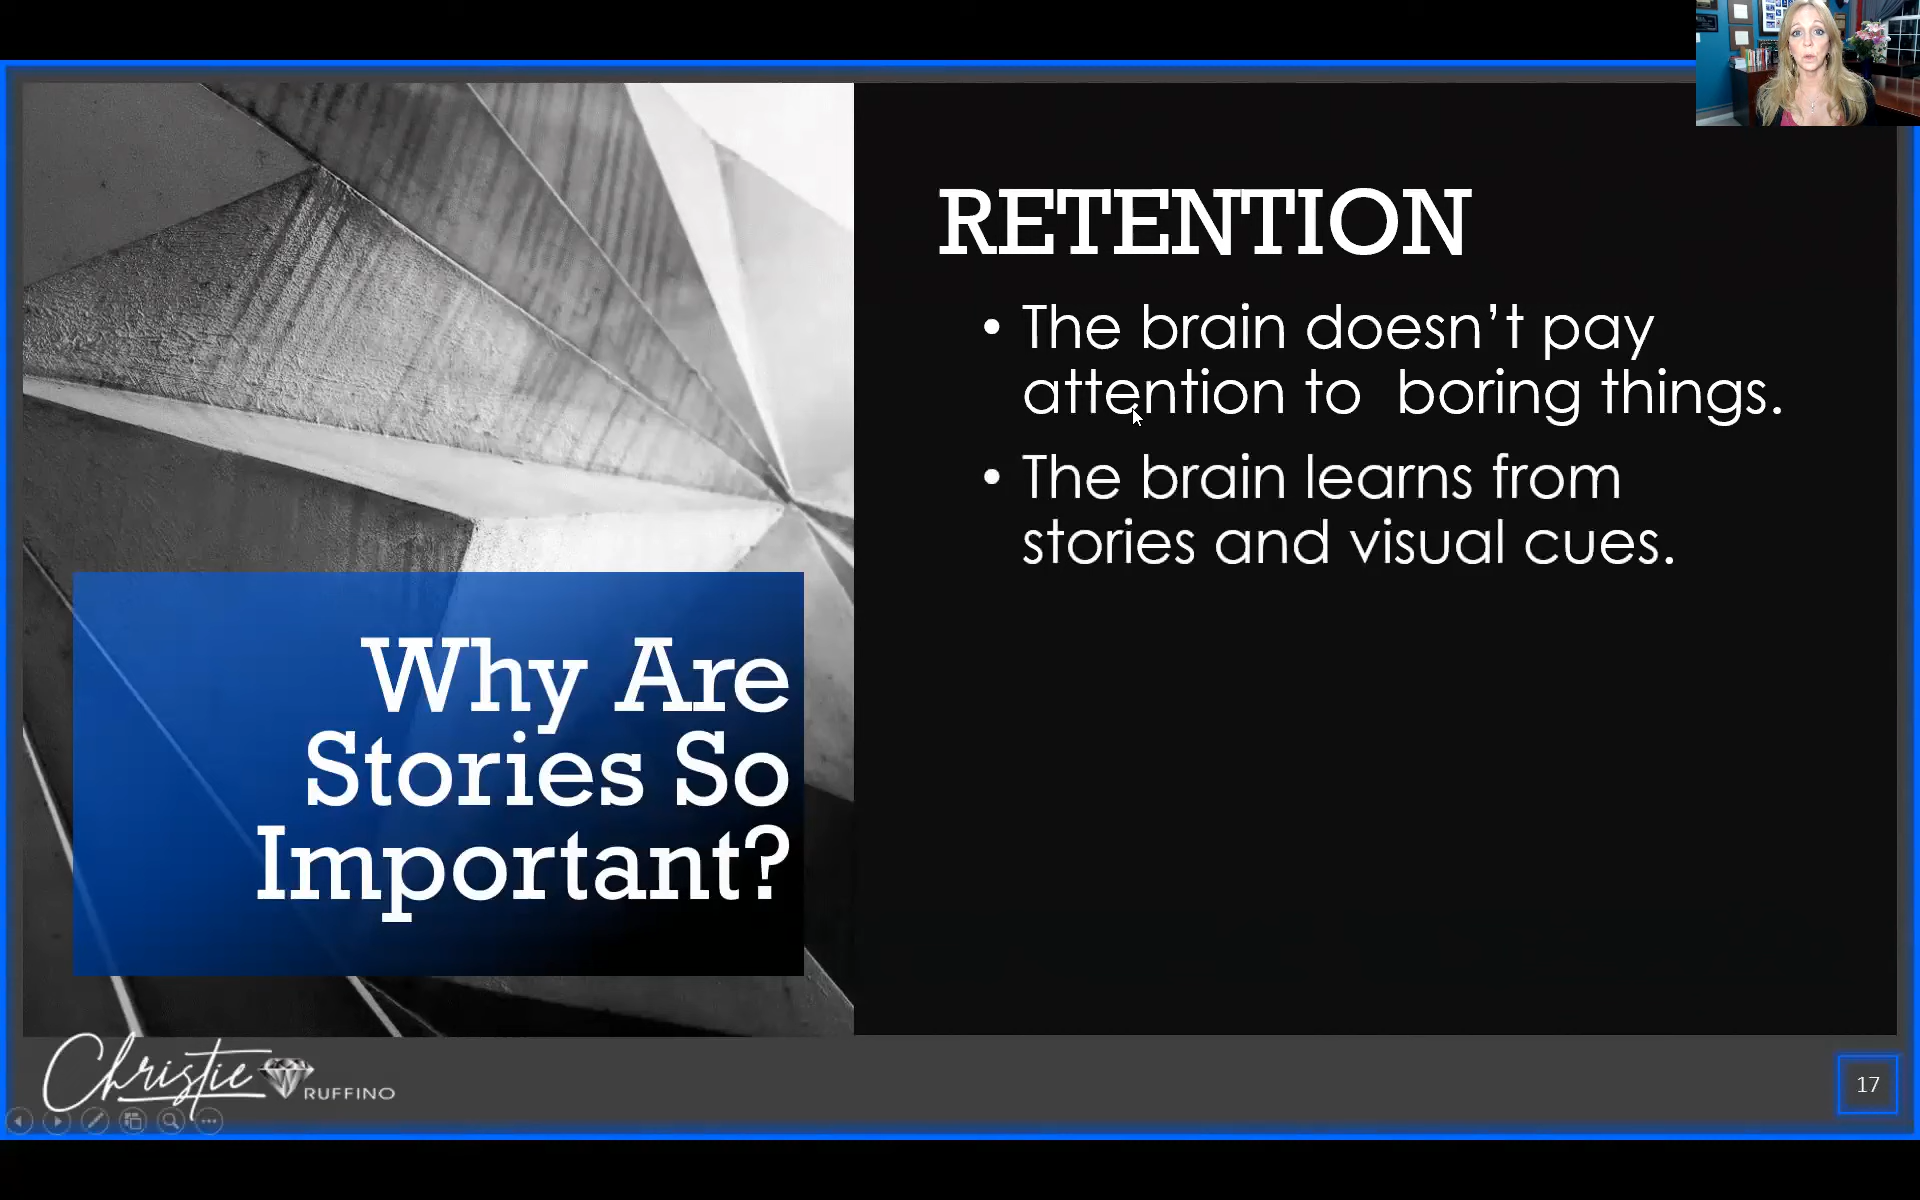 RETENTION
• The brain doesn’t pay
attention to  boring things.
• The brain learns from
stories and visual cues.
Why Are
Stories So
Important?
Christie
RUFFINO
17